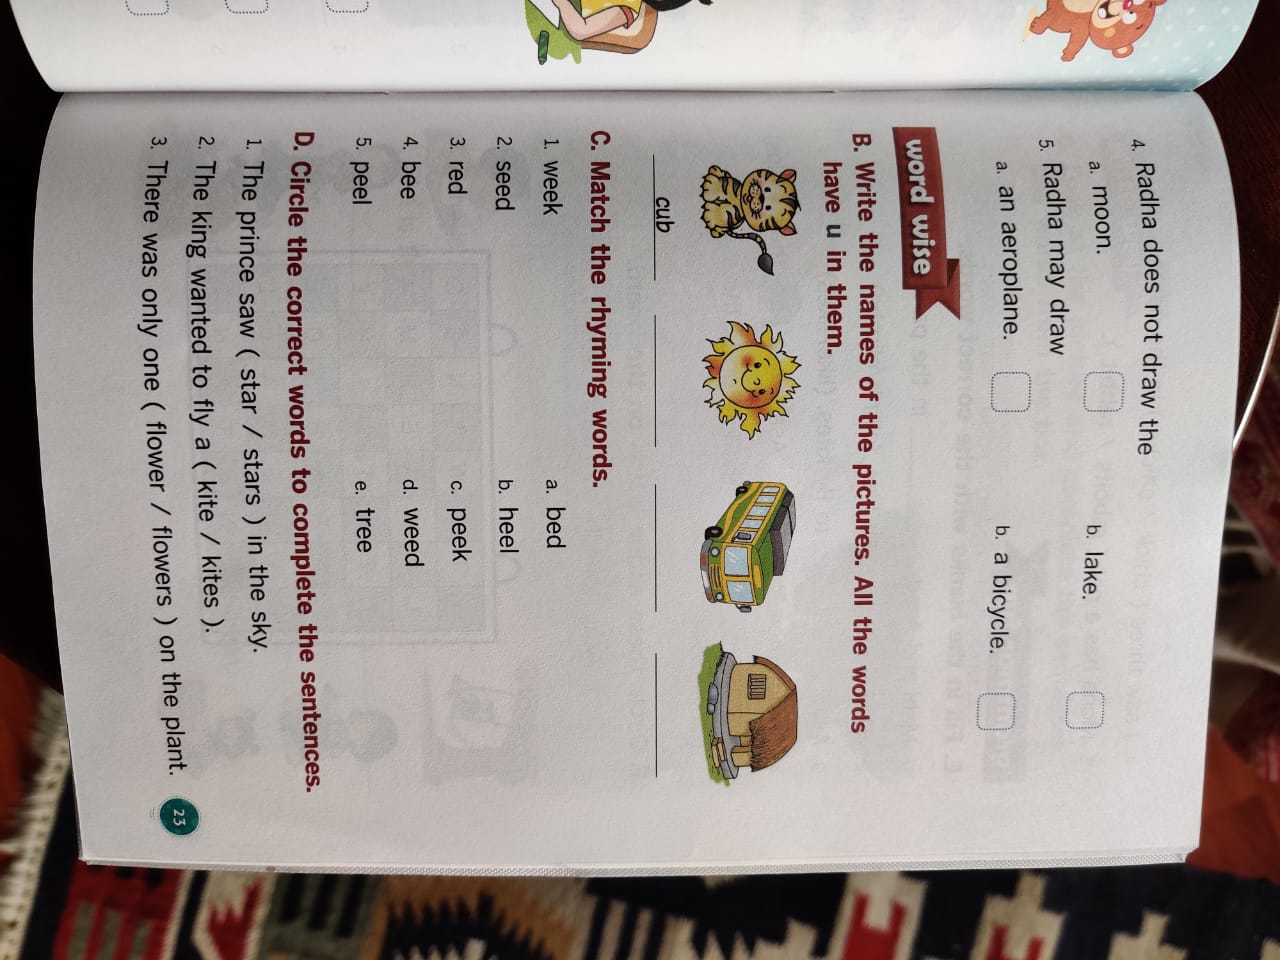 4. Radha does not draw the
a. moon. b. lake.
5. Radha may draw
a. an aeroplane. b. a bicycle.
word wise
B. Write the names of the pictures. All the words
have u in them.
cub
C. Match the rhyming words.
1. week a. bed
2. seed b. heel
3. red c. peek
4. bee d. weed
5. peel e. tree
D. Circle the correct words to complete the sentences.
1. The prince saw ( star / stars ) in the sky.
2. The king wanted to fly a ( kite / kites ).
3. There was only one ( flower / flowers ) on the plant.
23